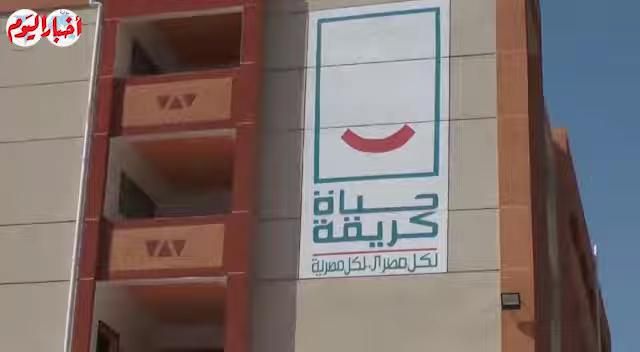 أخبار اليوم
حياة
كريمة
لكل مصري. لكل مصرية